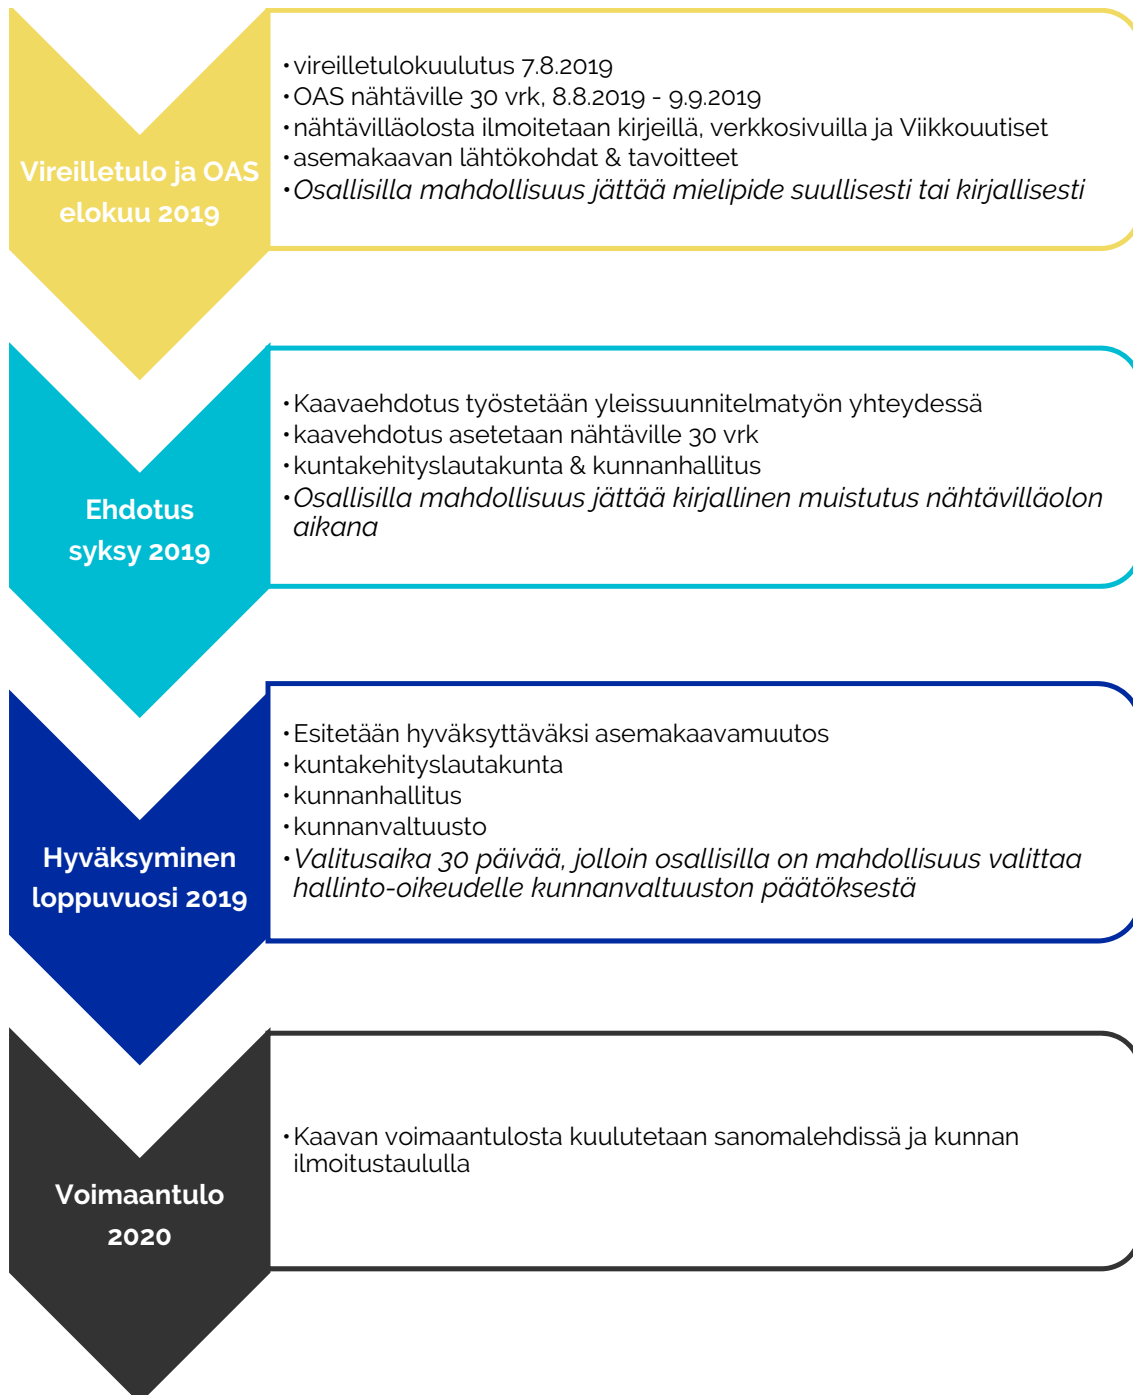 Vireilletulo ja OAS
elokuu 2019
•vireilletulokuulutus 7.8.2019
•OAS nähtäville 30 vrk, 8.8.2019 - 9.9.2019
•nähtävilläolosta ilmoitetaan kirjeillä, verkkosivuilla ja Viikkouutiset
•asemakaavan lähtökohdat & tavoitteet
•Osallisilla mahdollisuus jättää mielipide suullisesti tai kirjallisesti
Ehdotus
syksy 2019
•Kaavaehdotus työstetään yleissuunnitelmatyön yhteydessä
•kaavehdotus asetetaan nähtäville 30 vrk
•kuntakehityslautakunta & kunnanhallitus
•Osallisilla mahdollisuus jättää kirjallinen muistutus nähtävilläolon
aikana
Hyväksyminen
loppuvuosi 2019
•Esitetään hyväksyttäväksi asemakaavamuutos
•kuntakehityslautakunta
•kunnanhallitus
•kunnanvaltuusto
•Valitusaika 30 päivää, jolloin osallisilla on mahdollisuus valittaa
hallinto-oikeudelle kunnanvaltuuston päätöksestä
Voimaantulo
2020
•Kaavan voimaantulosta kuulutetaan sanomalehdissä ja kunnan
ilmoitustaululla